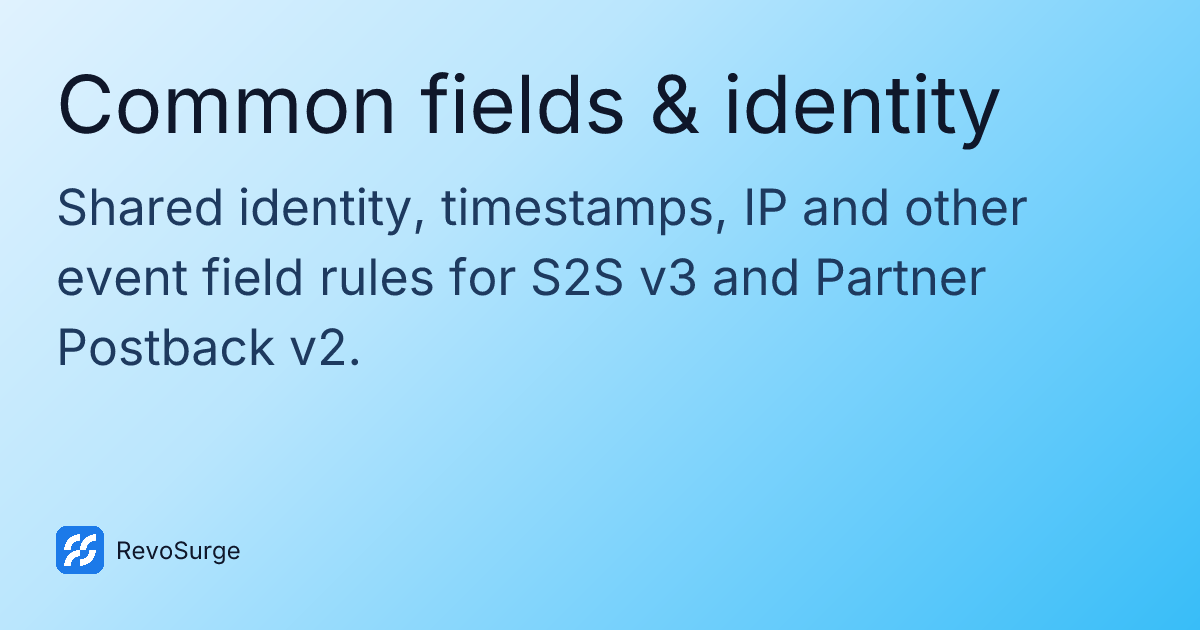 Common fields & identity
Shared identity, timestamps, IP and other
event field rules for S2S v3 and Partner
Postback v2.
RevoSurge